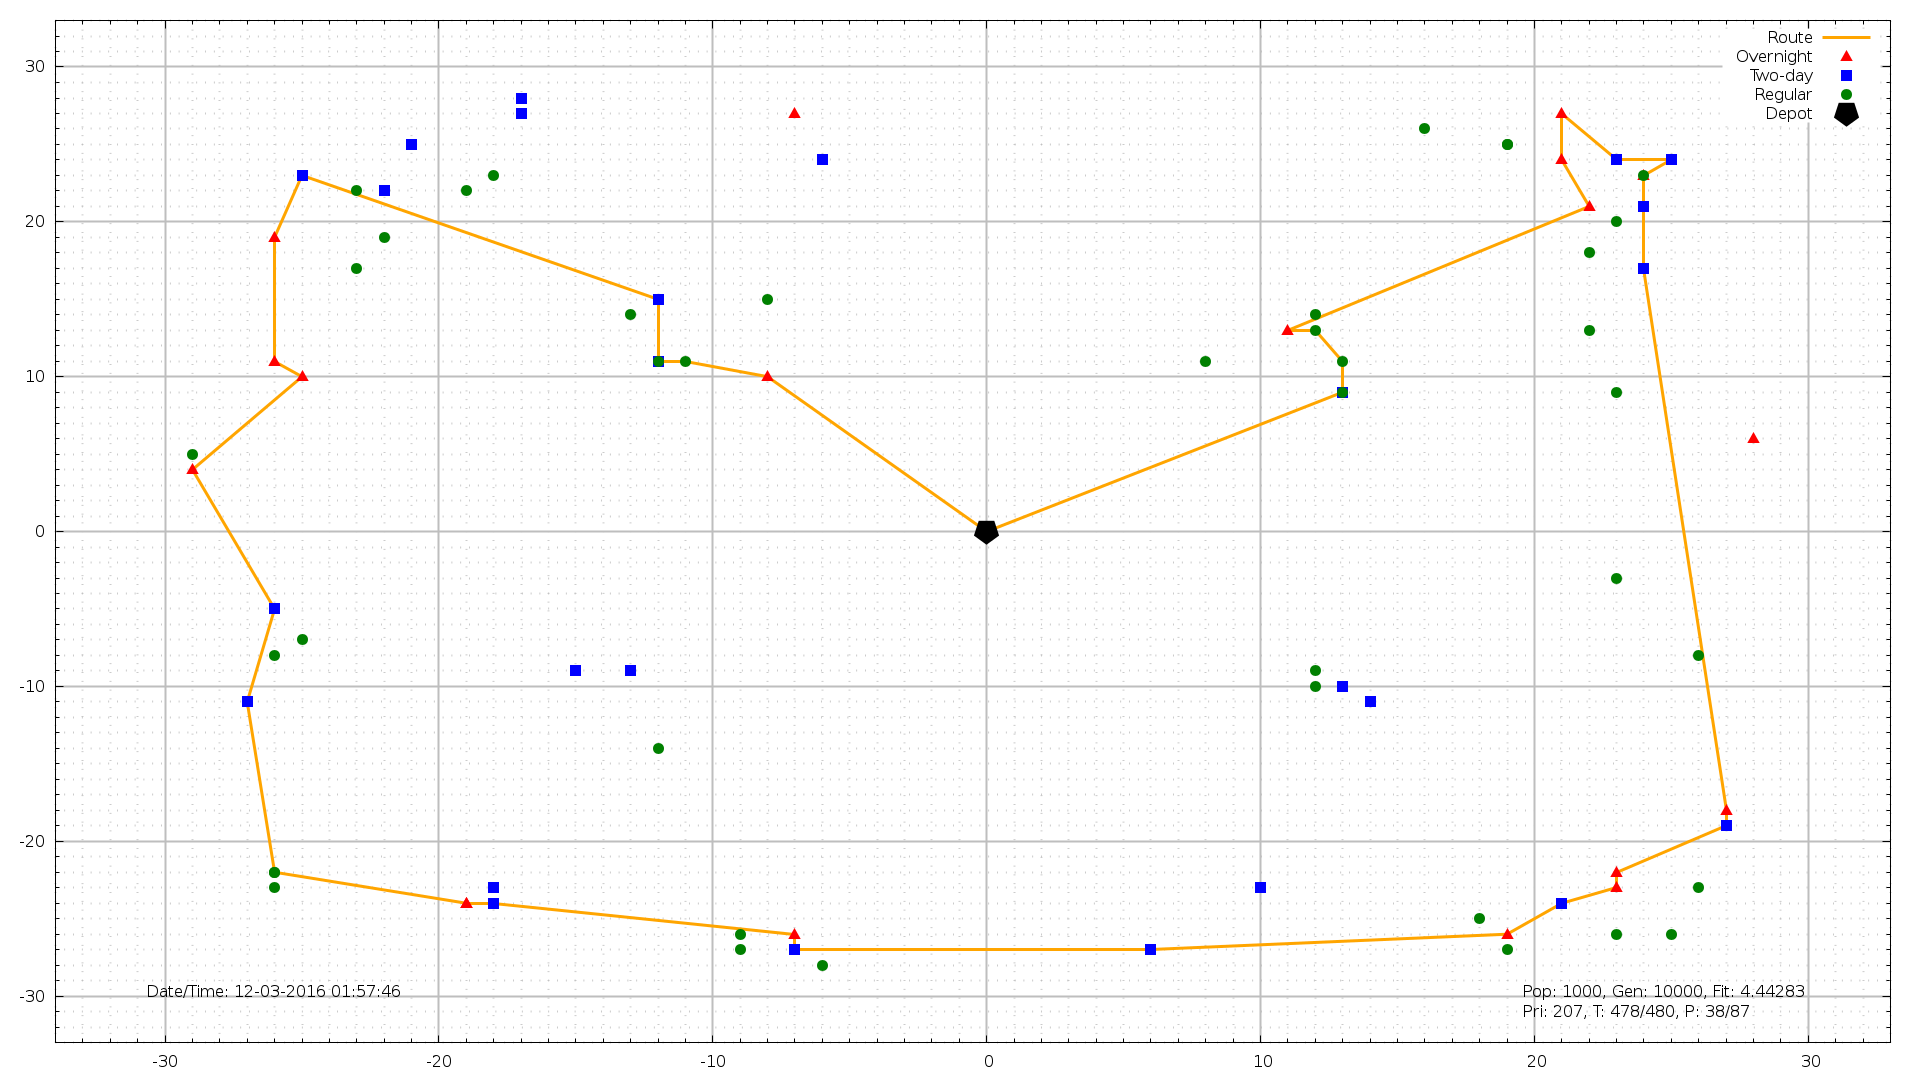 Route
Overnight
Two-day
Regular
Depot
30
20
10
0
-10
-20
-30
Date/Time: 12-03-2016 01:57:46
Pop: 1000, Gen: 10000, Fit: 4.44283
Pri: 207, T: 478/480, P: 38/87
-30 -20 -10 0 10 20 30